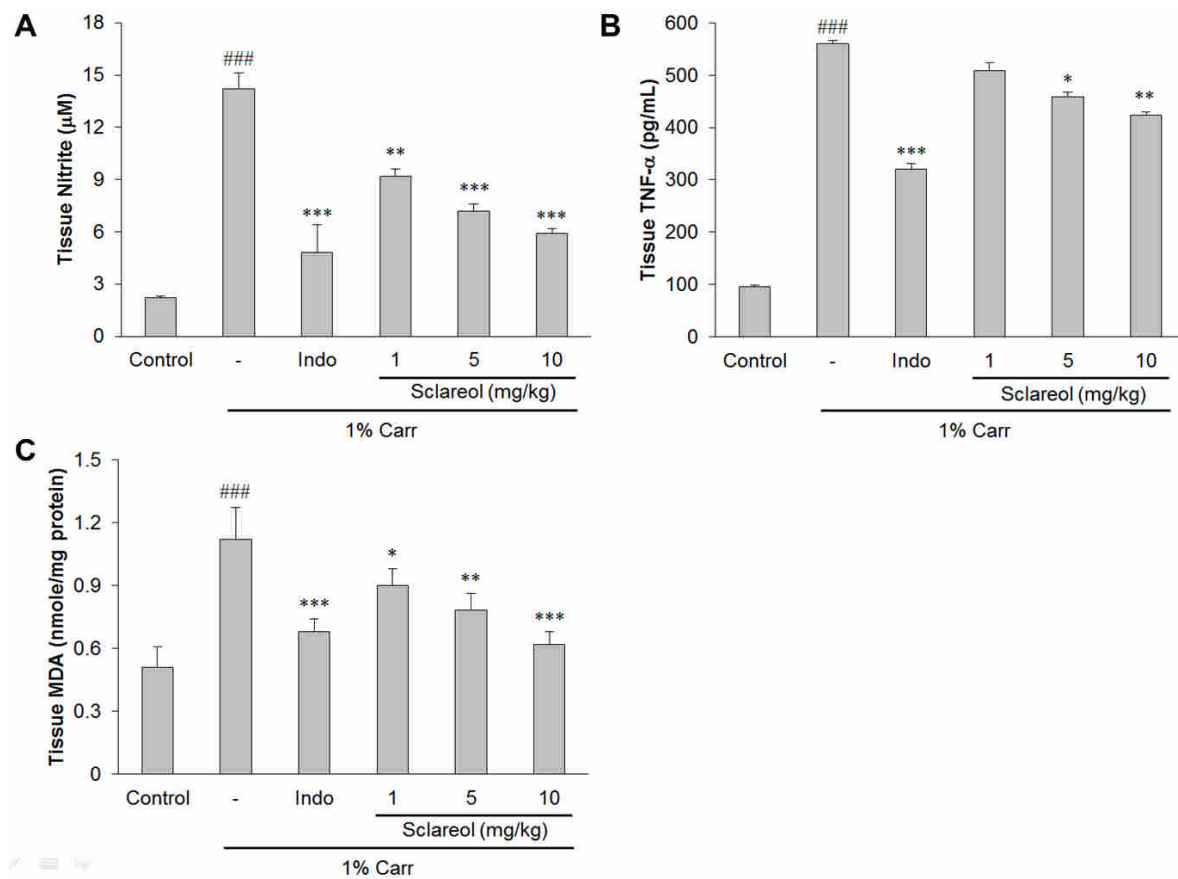 A
Tissue Nitrite (μM)
18
15
12
9
6
3
0
###
***
**
***
***
Control - Indo 1 5 10
Sclareol (mg/kg)
1% Carr
B
Tissue TNF-α (pg/mL)
600
500
400
300
200
100
0
###
***
*
**
Control - Indo 1 5 10
Sclareol (mg/kg)
1% Carr
C
Tissue MDA (nmole/mg protein)
1.5
1.2
0.9
0.6
0.3
0
###
***
*
**
***
Control - Indo 1 5 10
Sclareol (mg/kg)
1% Carr